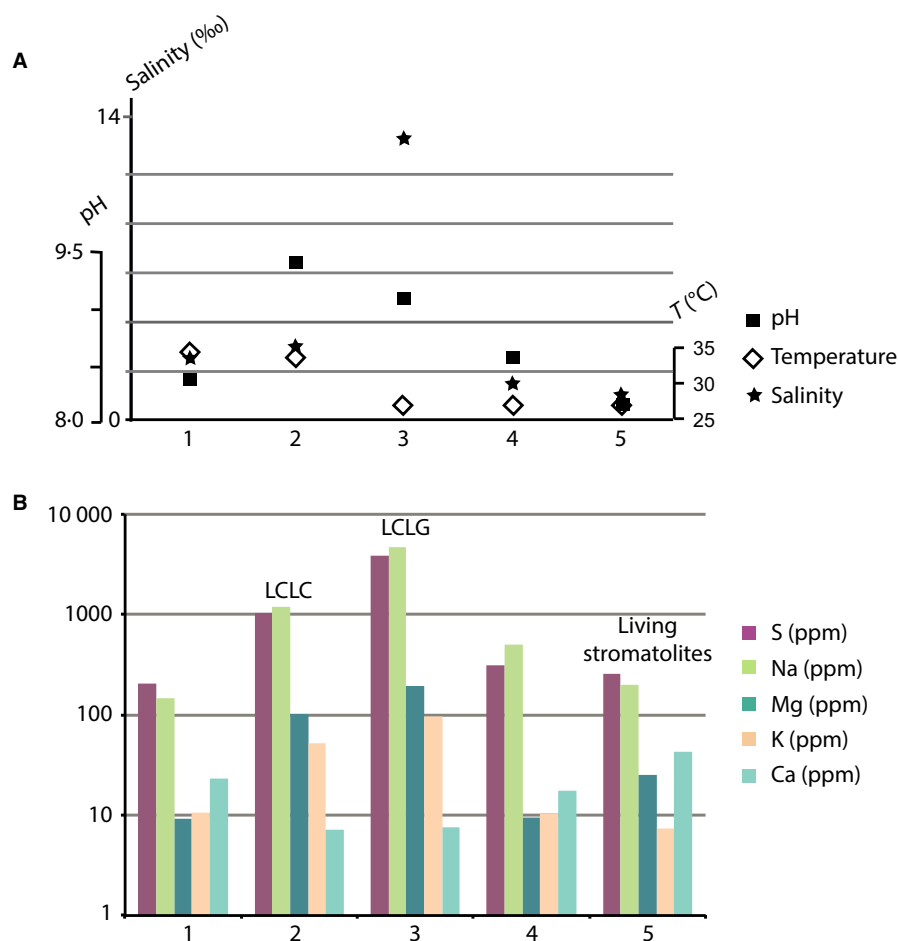 A
Salinity (‰)
14
pH
9·5
T (°C)
35
30
25
8·0
0
1 2 3 4 5
pH
Temperature
Salinity
B
10 000
1000
100
10
1
LCLC
LCLG
Living
stromatolites
1 2 3 4 5
S (ppm)
Na (ppm)
Mg (ppm)
K (ppm)
Ca (ppm)